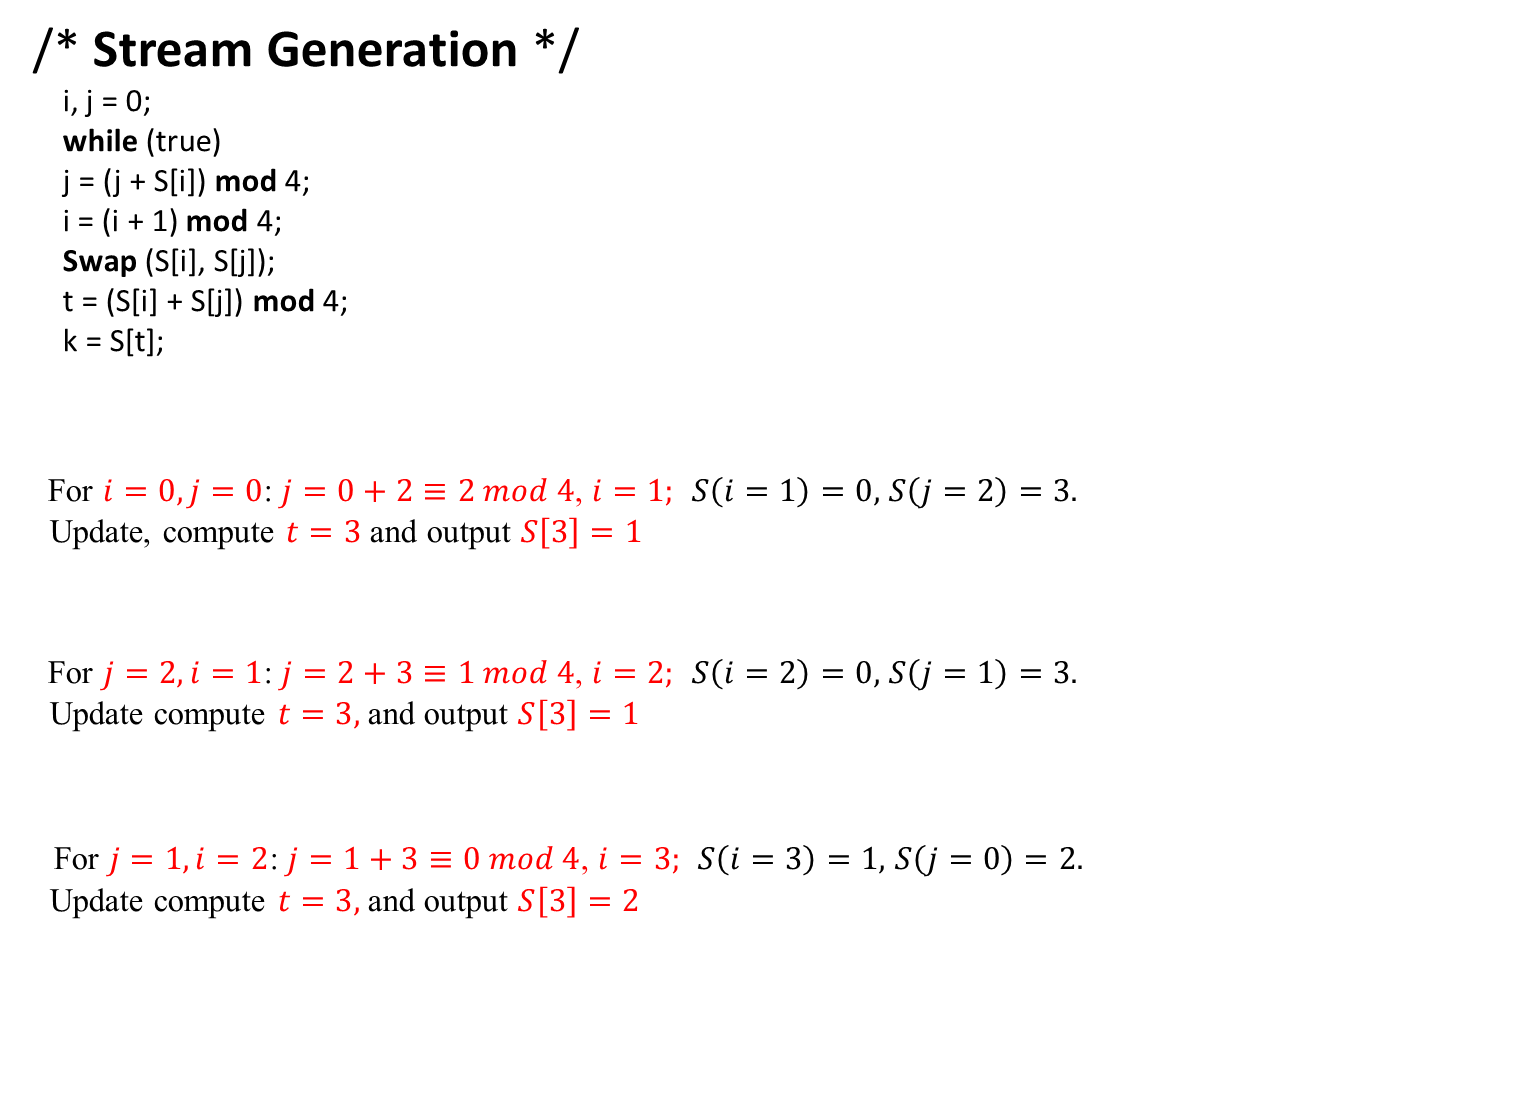 /* Stream Generation */
i, j = 0;
while (true)
j = (j + S[i]) mod 4;
i = (i + 1) mod 4;
Swap (S[i], S[j]);
t = (S[i] + S[j]) mod 4;
k = S[t];
For i = 0, j = 0: j = 0 + 2 ≡ 2 mod 4, i = 1; S(i = 1) = 0, S(j = 2) = 3.
Update, compute t = 3 and output S[3] = 1
For j = 2, i = 1: j = 2 + 3 ≡ 1 mod 4, i = 2; S(i = 2) = 0, S(j = 1) = 3.
Update compute t = 3, and output S[3] = 1
For j = 1, i = 2: j = 1 + 3 ≡ 0 mod 4, i = 3; S(i = 3) = 1, S(j = 0) = 2.
Update compute t = 3, and output S[3] = 2